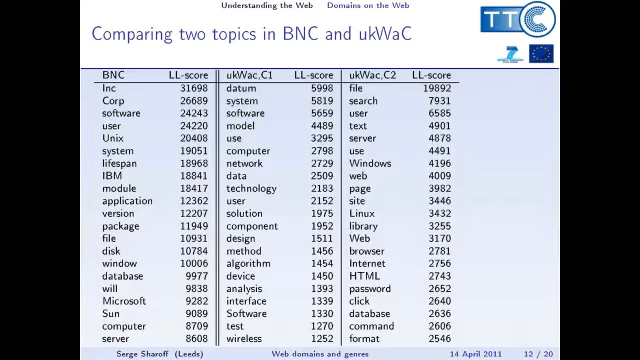 Understanding the Web Domains on the Web
TTC
Comparing two topics in BNC and ukWaC
BNC LL-score ukWac,C1 LL-score ukWac,C2 LL-score
Inc 31698 datum 5998 file 19892
Corp 26689 system 5819 search 7931
software 24243 software 5659 user 6585
user 24220 model 4489 text 4901
Unix 20408 use 3295 server 4878
system 19051 computer 2798 use 4491
lifespan 18968 network 2729 Windows 4196
IBM 18841 data 2509 web 4009
module 18417 technology 2183 page 3982
application 12362 user 2152 site 3446
version 12207 solution 1975 Linux 3432
package 11949 component 1952 library 3255
file 10931 design 1511 Web 3170
disk 10784 method 1456 browser 2781
window 10006 algorithm 1454 Internet 2756
database 9977 device 1450 HTML 2743
will 9838 analysis 1393 password 2652
Microsoft 9282 interface 1339 click 2640
Sun 9089 Software 1330 database 2636
computer 8709 test 1270 command 2606
server 8608 wireless 1252 format 2546
Serge Sharoff (Leeds) Web domains and genres 14 April 2011 12 / 20